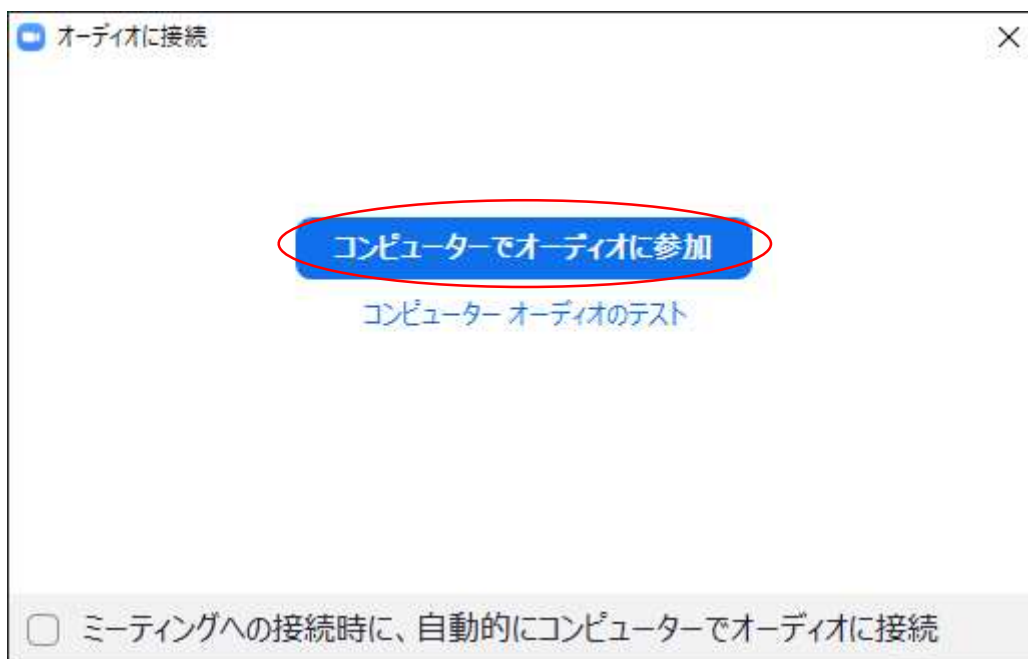 オーディオに接続
コンピューターでオーディオに参加
コンピューター オーディオのテスト
ミーティングへの接続時に、自動的にコンピューターでオーディオに接続